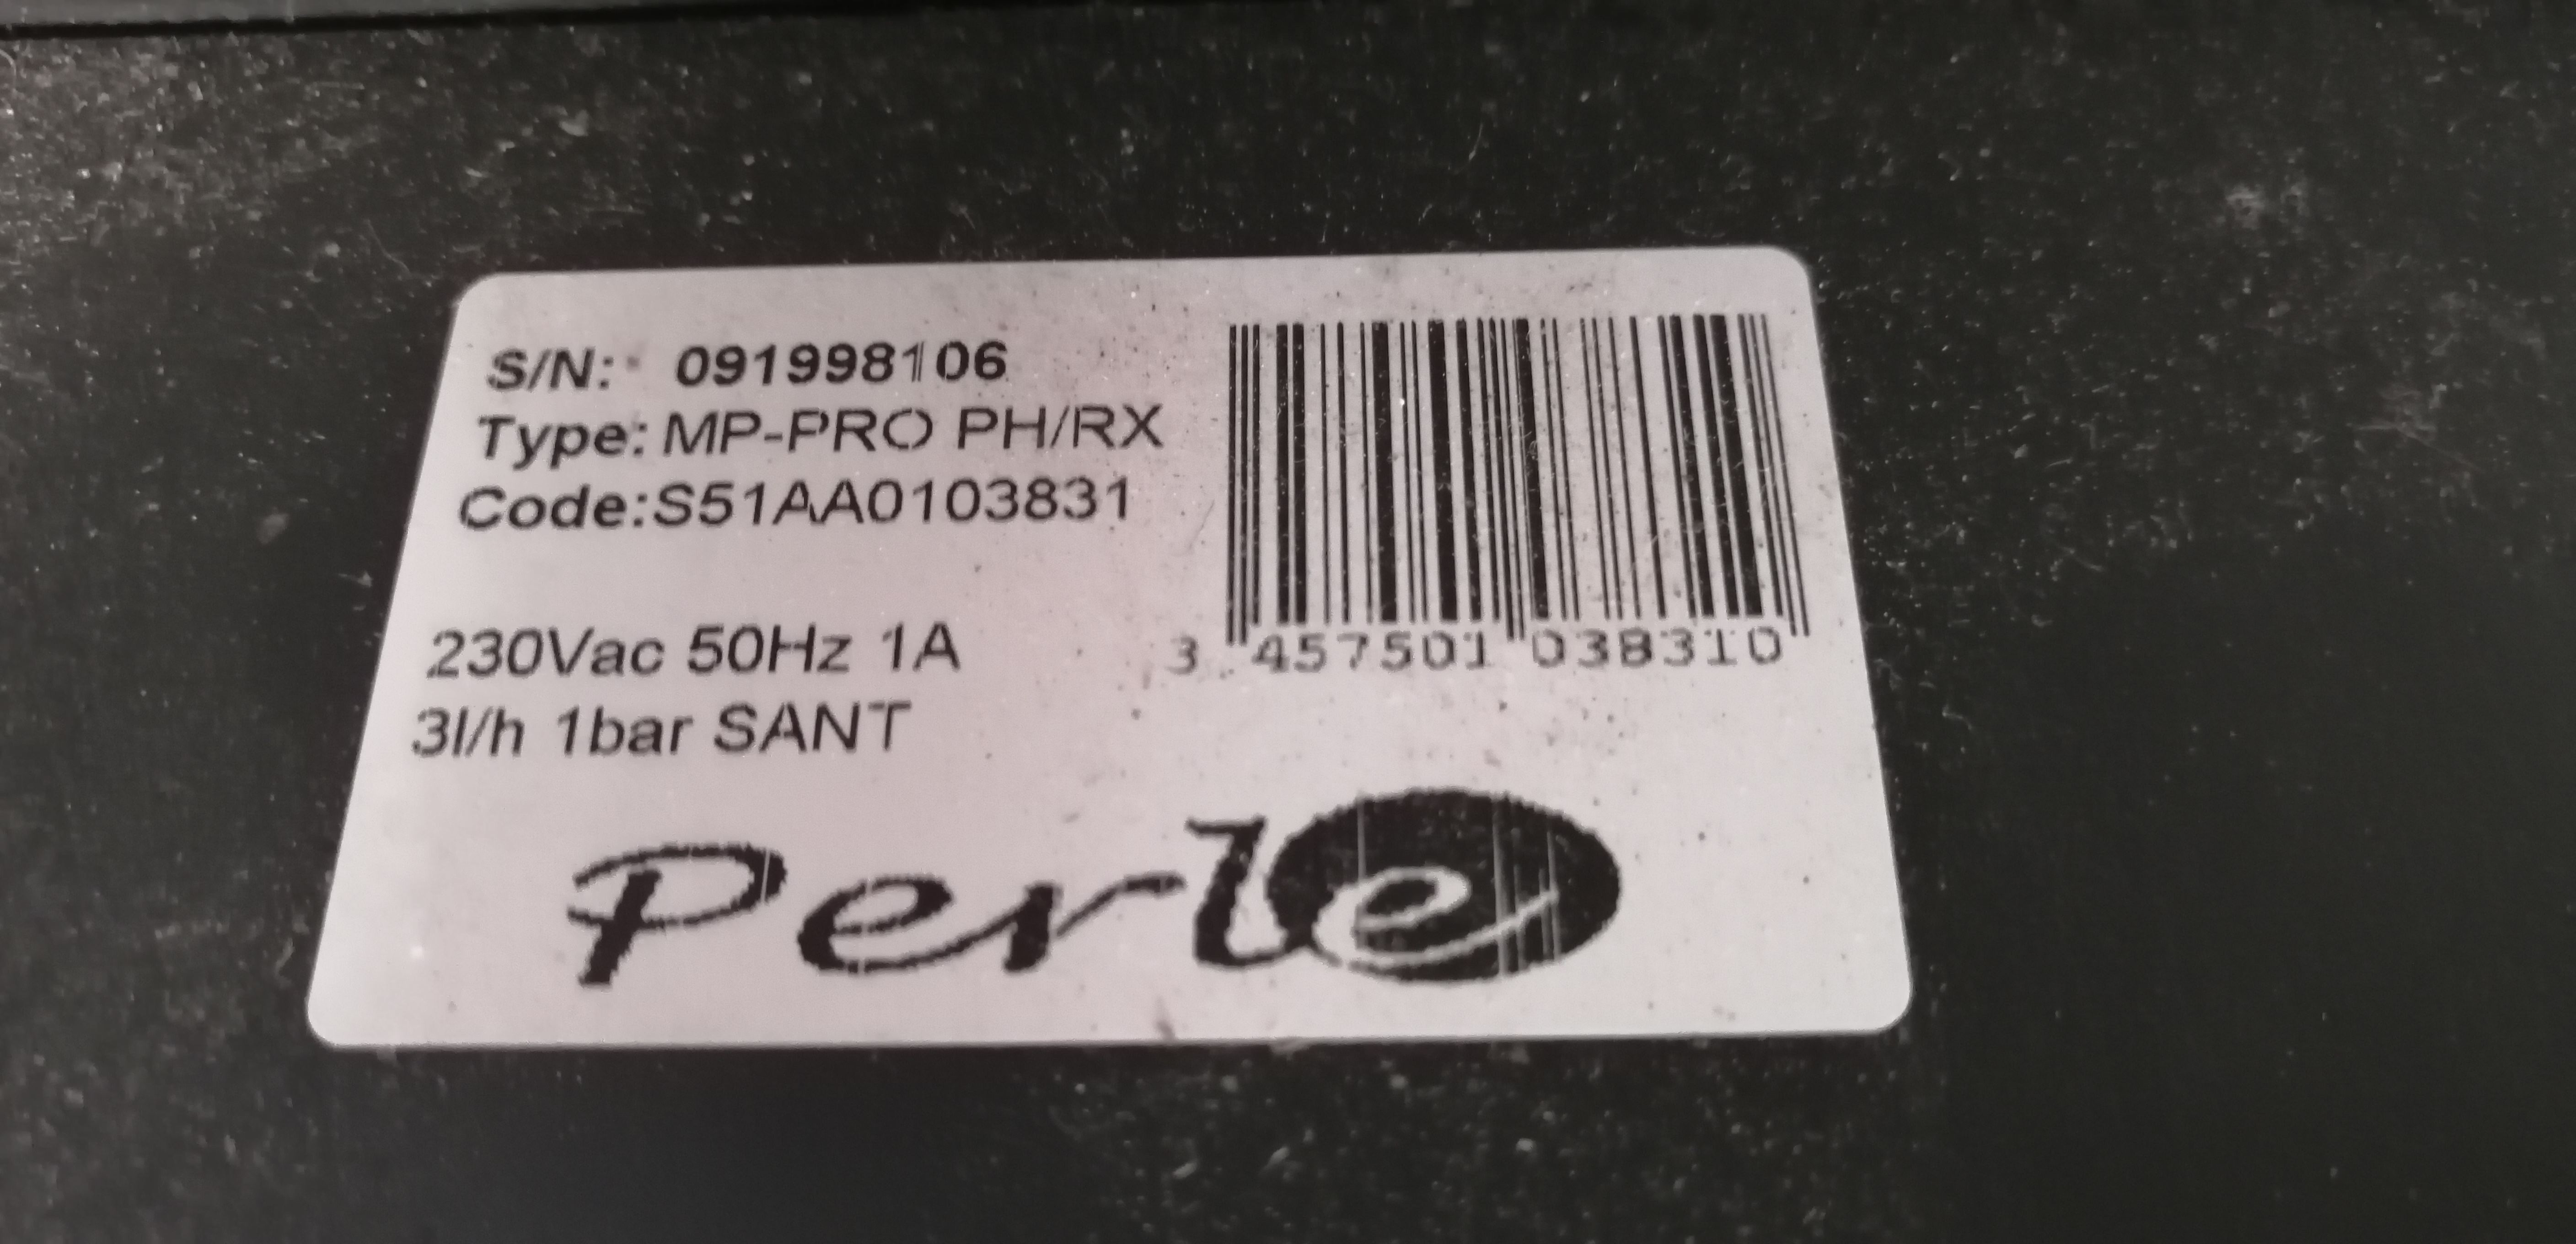 S/N: 091998106
Type: MP-PRO PH/RX
Code:S51AA0103831
230Vac 50Hz 1A
3l/h 1bar SANT
3 457501 038310
Perle